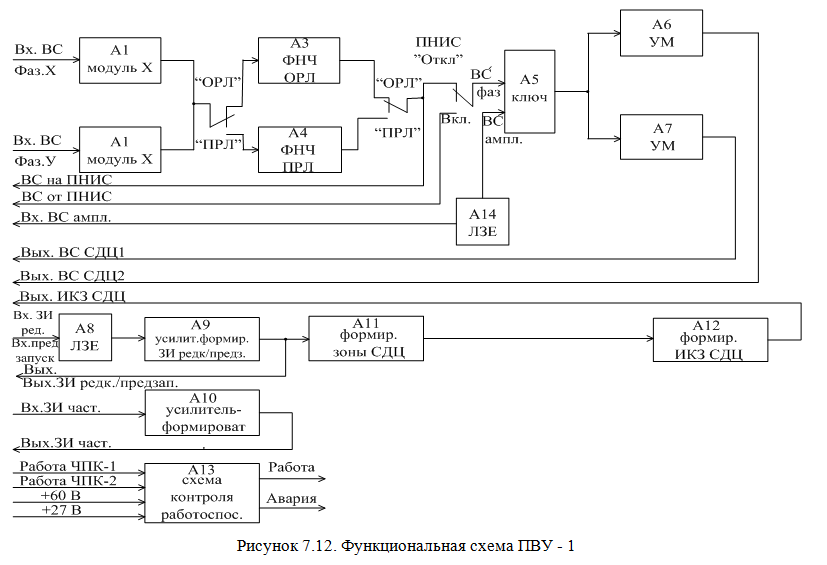 Вх. ВС
Фаз.Х
А1
модуль Х
"ОРЛ"
А3
ФНЧ
ОРЛ
"ОРЛ"
ПНИС
"Откл"
ВС
фаз
А5
ключ
А6
УМ
Вх. ВС
Фаз.У
А1
модуль Х
"ПРЛ"
А4
ФНЧ
ПРЛ
"ПРЛ"
Вкл.
ВС
ампл.
А7
УМ
ВС на ПНИС
ВС от ПНИС
Вх. ВС ампл.
А14
ЛЗЕ
Вых. ВС СДЦ1
Вых. ВС СДЦ2
Вых. ИКЗ СДЦ
Вх. ЗИ
ред.
Вх.пред
запуск
А8
ЛЗЕ
А9
усилит.формир.
ЗИ редк/предз.
А11
формир.
зоны СДЦ
А12
формир.
ИКЗ СДЦ
Вых.
Вых.ЗИ редк./предзап.
Вх.ЗИ част.
А10
усилитель-
формироват
Вых.ЗИ част.
Работа ЧПК-1
Работа ЧПК-2
+60 В
+27 В
А13
схема
контроля
работоспос.
Работа
Авария
Рисунок 7.12. Функциональная схема ПВУ - 1